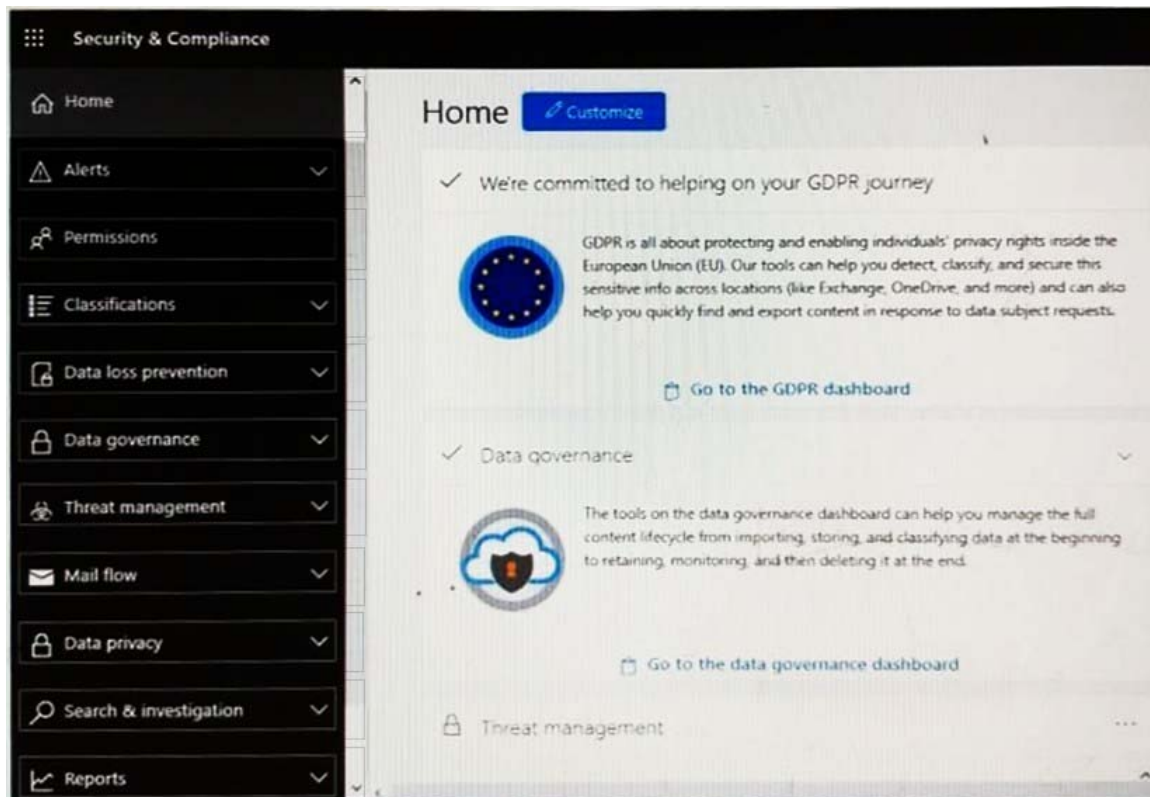 Security & Compliance
Home
Alerts
Permissions
Classifications
Data loss prevention
Data governance
Threat management
Mail flow
Data privacy
Search & investigation
Reports
Home
Customize
We're committed to helping on your GDPR journey
GDPR is all about protecting and enabling individuals' privacy rights inside the
European Union (EU). Our tools can help you detect, classify, and secure this
sensitive info across locations (like Exchange, OneDrive, and more) and can also
help you quickly find and export content in response to data subject requests.
Go to the GDPR dashboard
Data governance
The tools on the data governance dashboard can help you manage the full
content lifecycle from importing, storing, and classifying data at the beginning
to retaining, monitoring, and then deleting it at the end.
Go to the data governance dashboard
Threat management